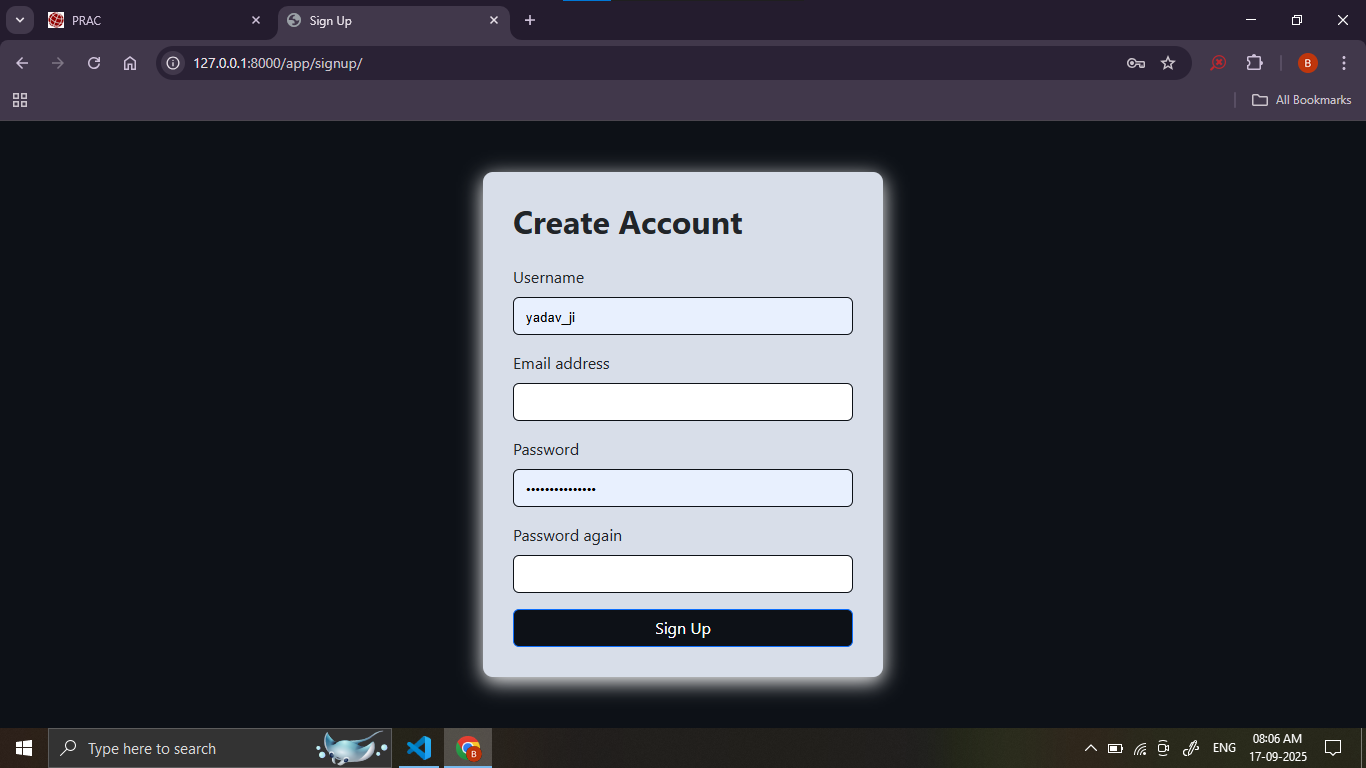 PRAC
Sign Up
127.0.0.1:8000/app/signup/
B
All Bookmarks
Create Account
Username
yadav_ji
Email address
Password
•••••••••••••••
Password again
Sign Up
Type here to search
B
ENG
08:06 AM
17-09-2025